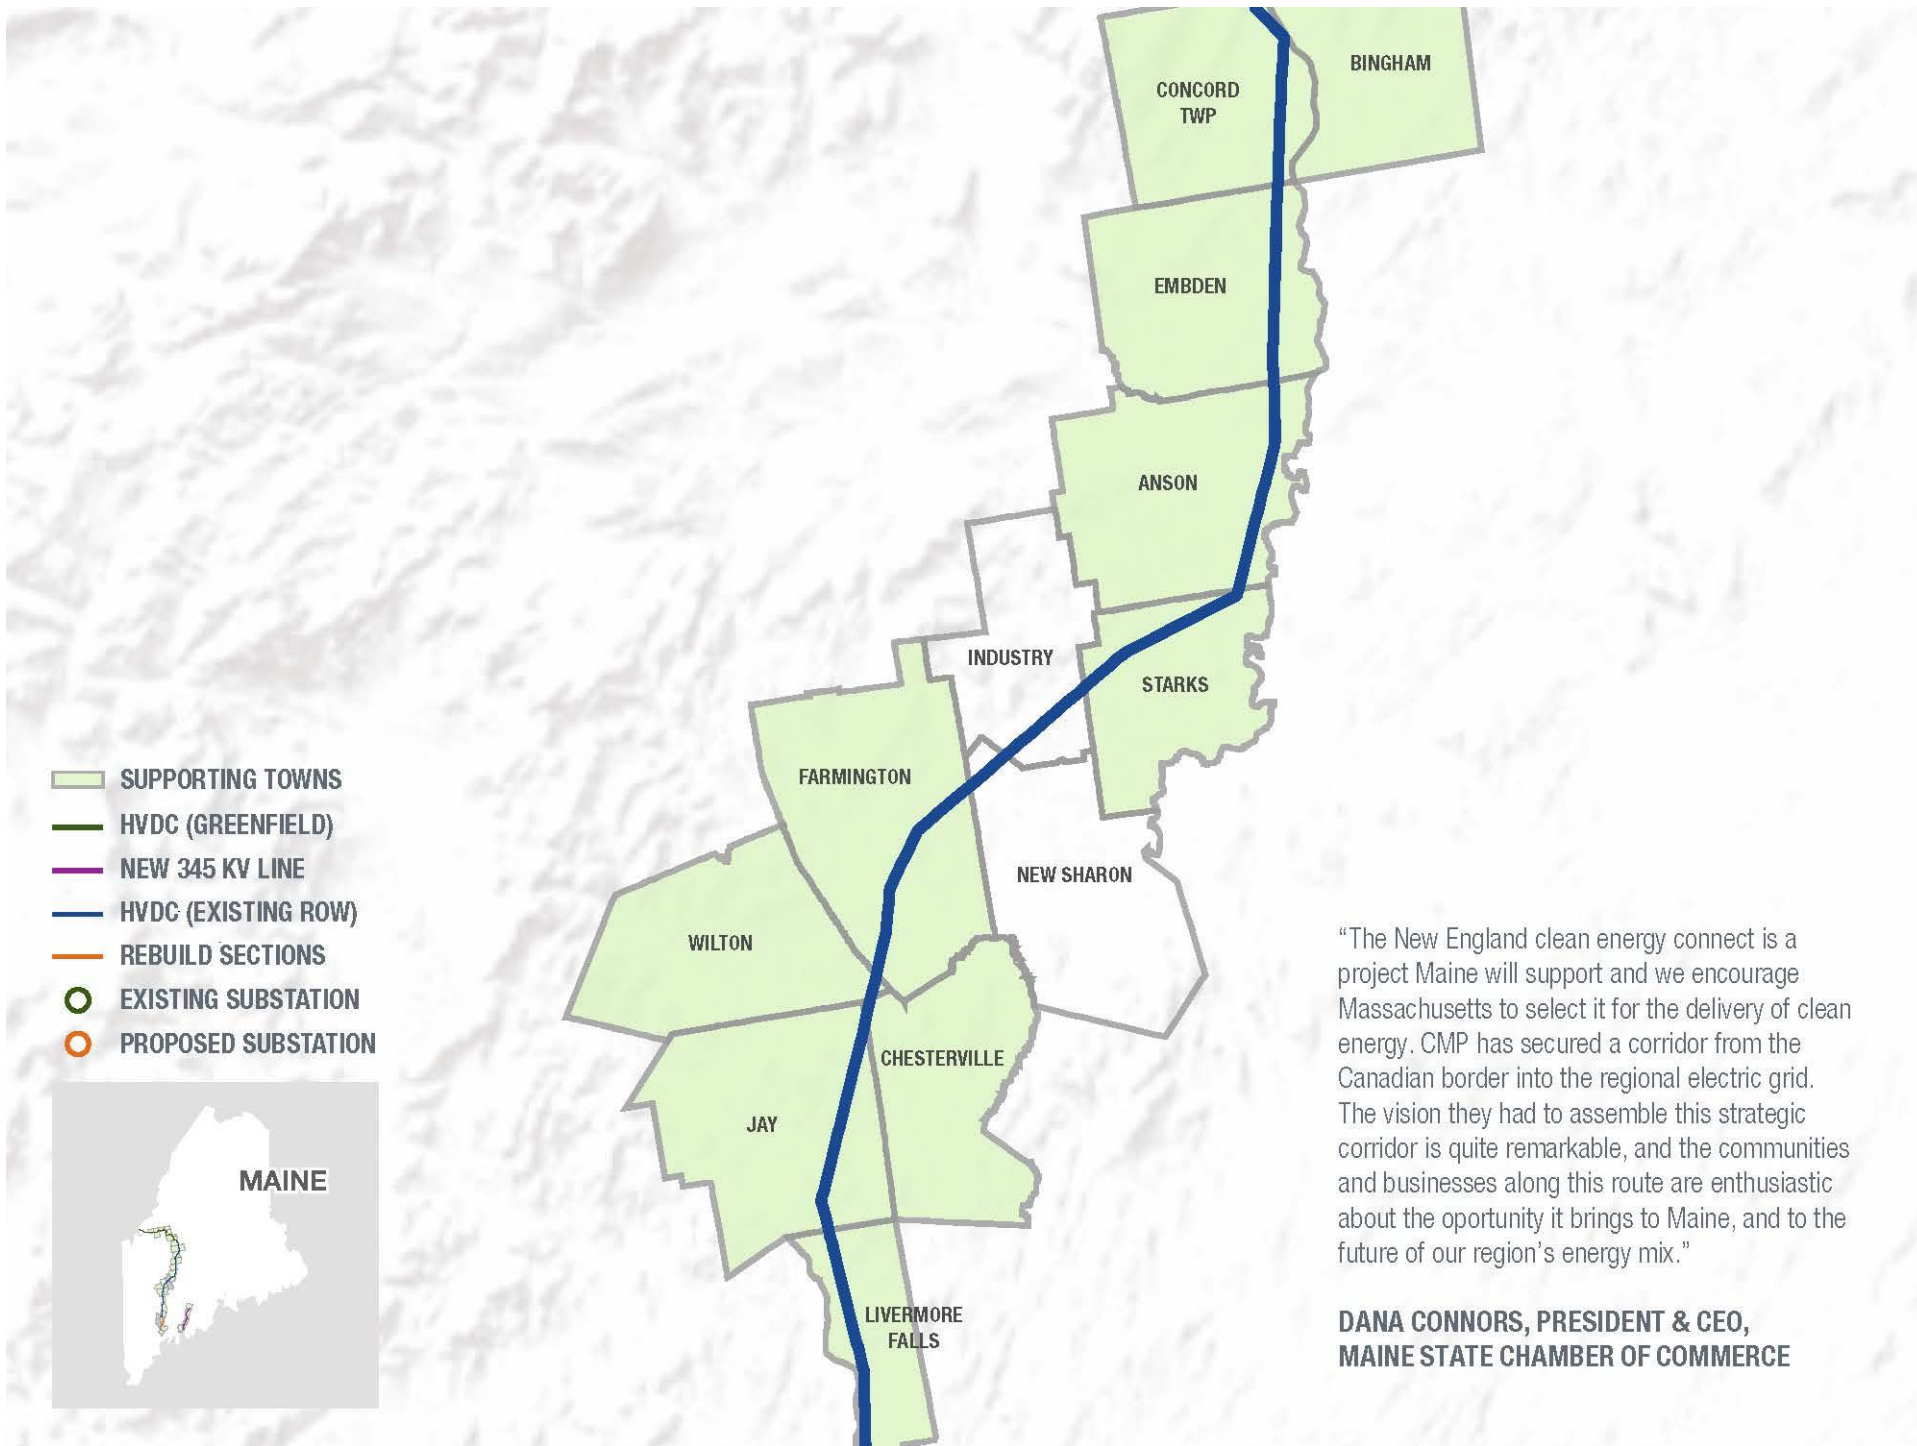 BINGHAM
CONCORD
TWP
EMBDEN
ANSON
INDUSTRY
STARKS
FARMINGTON
NEW SHARON
WILTON
CHESTERVILLE
JAY
LIVERMORE
FALLS
SUPPORTING TOWNS
HVDC (GREENFIELD)
NEW 345 KV LINE
HVDC (EXISTING ROW)
REBUILD SECTIONS
EXISTING SUBSTATION
PROPOSED SUBSTATION
MAINE
“The New England clean energy connect is a
project Maine will support and we encourage
Massachusetts to select it for the delivery of clean
energy. CMP has secured a corridor from the
Canadian border into the regional electric grid.
The vision they had to assemble this strategic
corridor is quite remarkable, and the communities
and businesses along this route are enthusiastic
about the oportunity it brings to Maine, and to the
future of our region’s energy mix.”
DANA CONNORS, PRESIDENT & CEO,
MAINE STATE CHAMBER OF COMMERCE